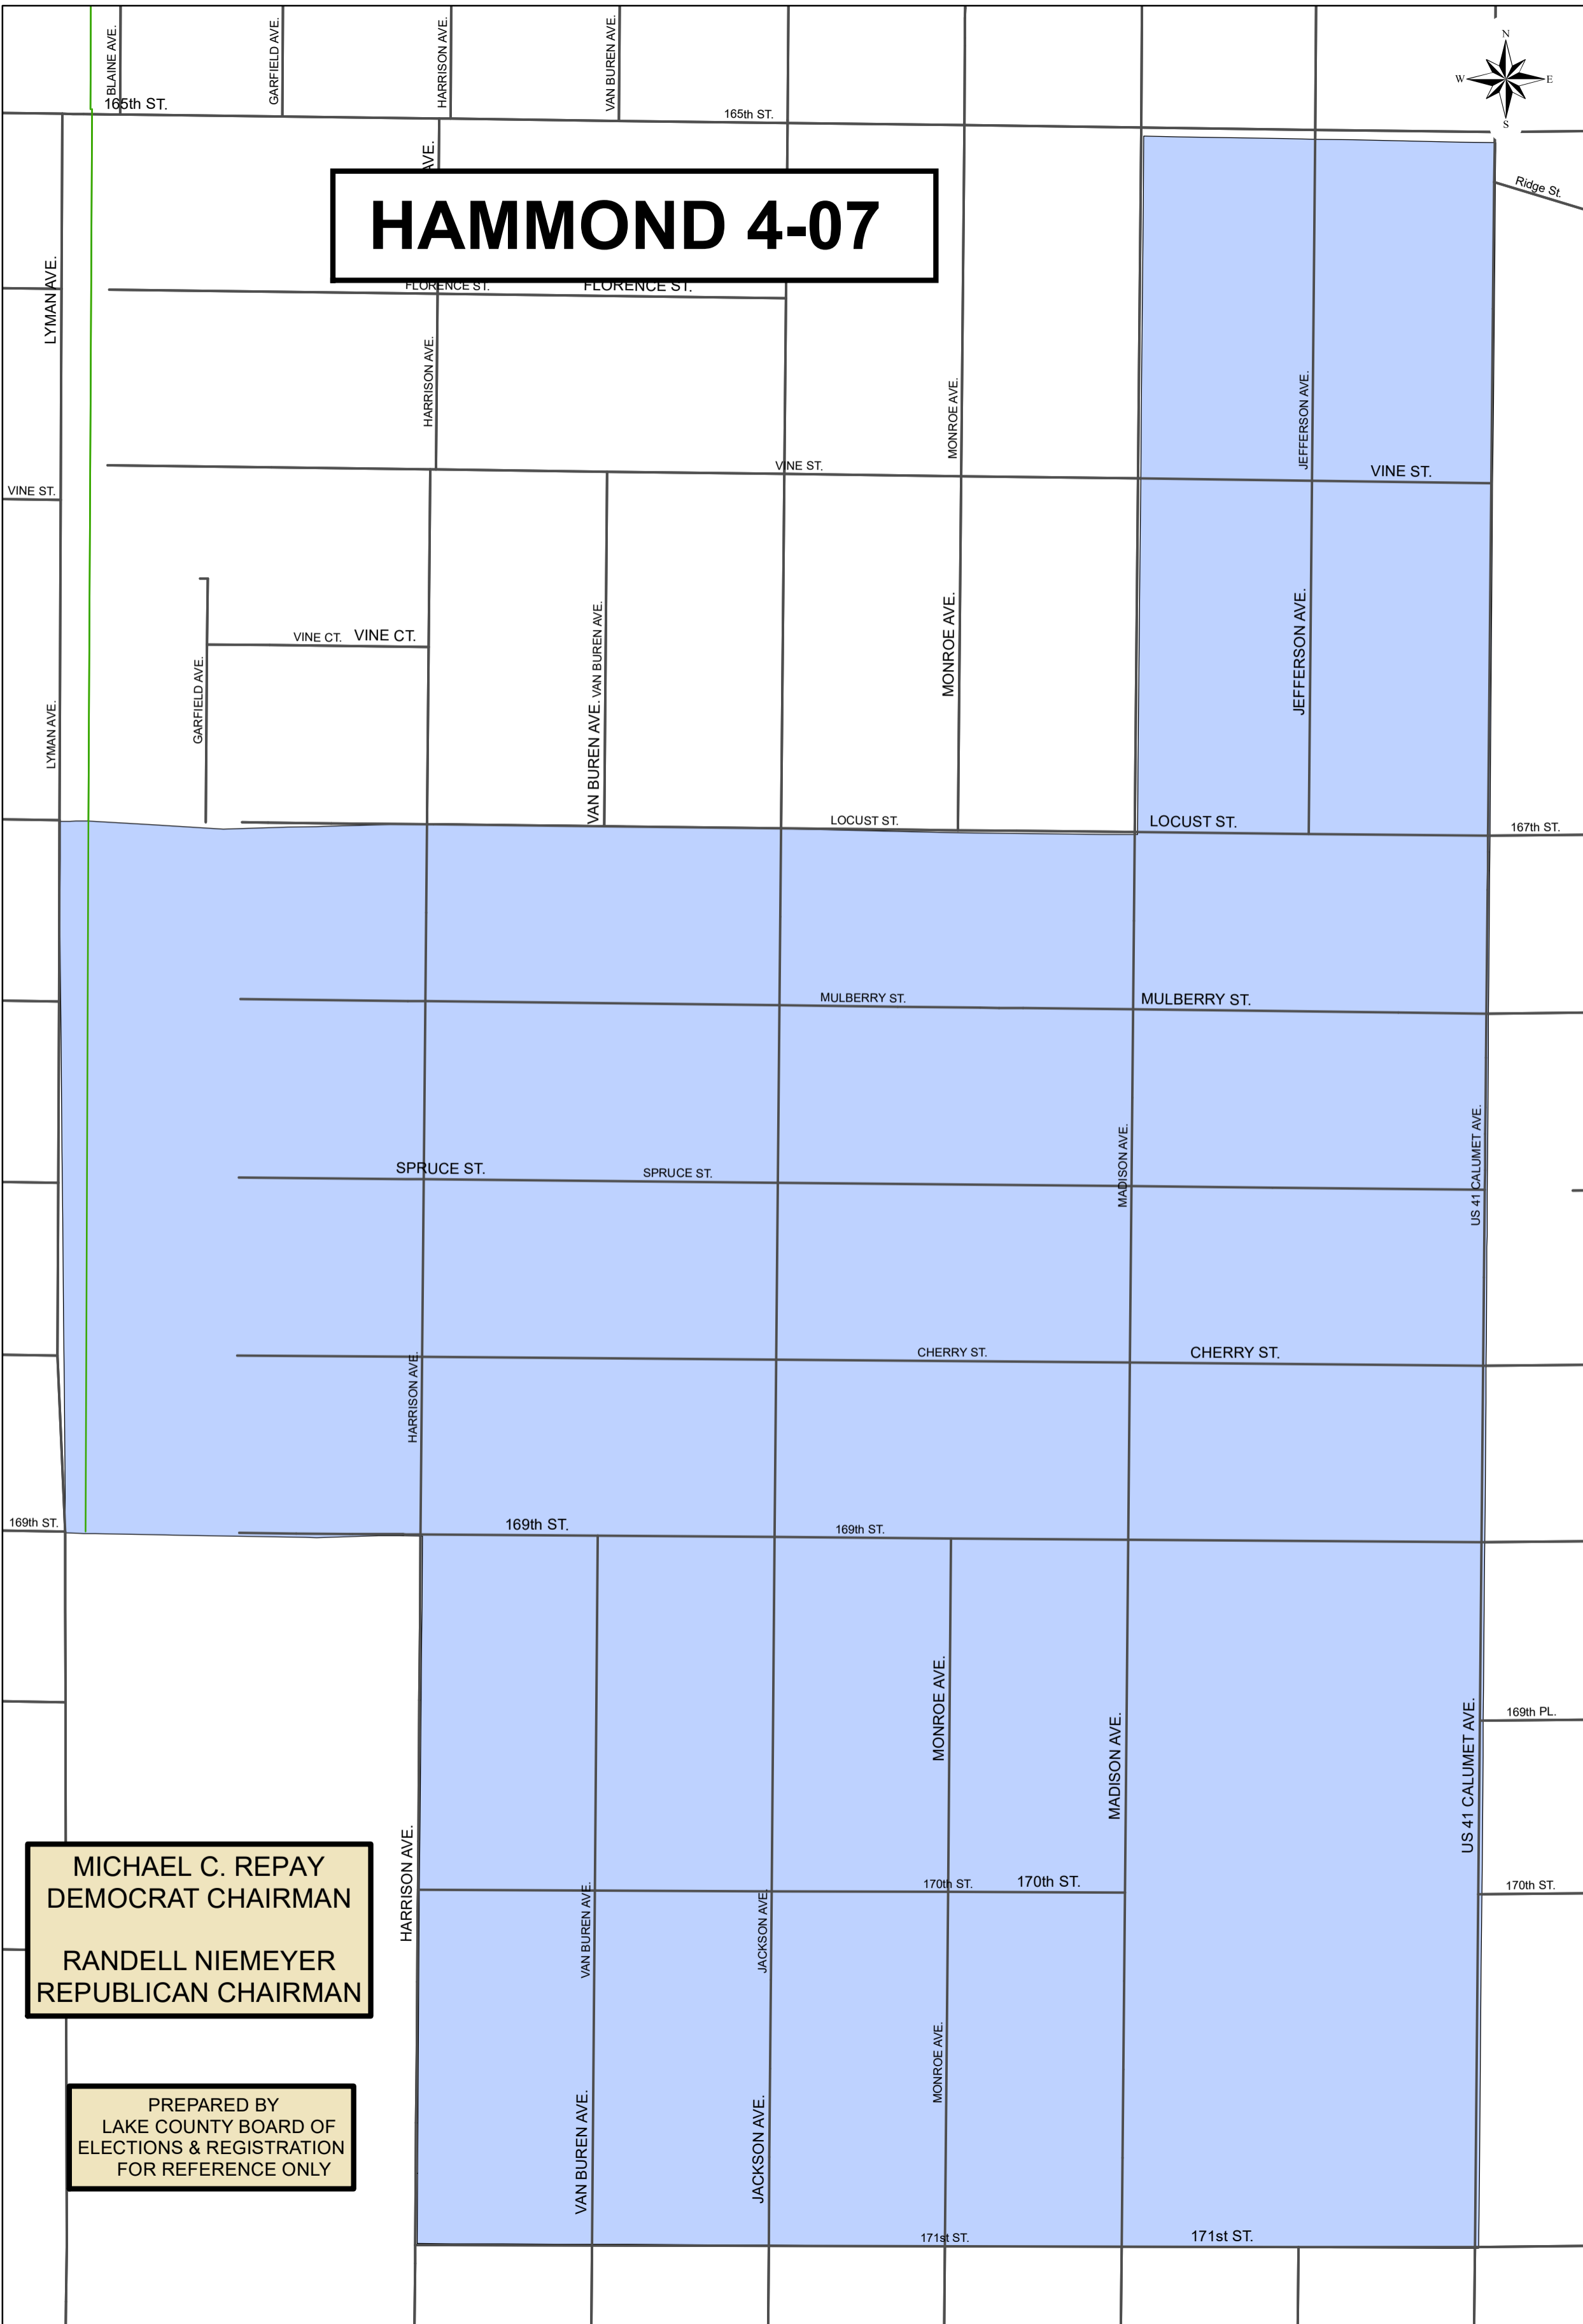 BLAINE AVE.
GARFIELD AVE.
HARRISON AVE.
VAN BUREN AVE.
N
W
E
S
165th ST.
165th ST.
Ridge St.
AVE.
HAMMOND 4-07
LYMAN AVE.
FLORENCE ST.
FLORENCE ST.
HARRISON AVE.
MONROE AVE.
JEFFERSON AVE.
VINE ST.
VINE ST.
VINE ST.
VINE CT.
VINE CT.
GARFIELD AVE.
VAN BUREN AVE.
VAN BUREN AVE.
MONROE AVE.
JEFFERSON AVE.
LYMAN AVE.
LOCUST ST.
LOCUST ST.
167th ST.
MULBERRY ST.
MULBERRY ST.
MADISON AVE.
US 41 CALUMET AVE.
SPRUCE ST.
SPRUCE ST.
CHERRY ST.
CHERRY ST.
HARRISON AVE.
169th ST.
169th ST.
169th ST.
MONROE AVE.
MADISON AVE.
US 41 CALUMET AVE.
169th PL.
HARRISON AVE.
170th ST.
170th ST.
170th ST.
VAN BUREN AVE.
JACKSON AVE.
MICHAEL C. REPAY
DEMOCRAT CHAIRMAN
RANDELL NIEMEYER
REPUBLICAN CHAIRMAN
MONROE AVE.
VAN BUREN AVE.
JACKSON AVE.
PREPARED BY
LAKE COUNTY BOARD OF
ELECTIONS & REGISTRATION
FOR REFERENCE ONLY
171st ST.
171st ST.